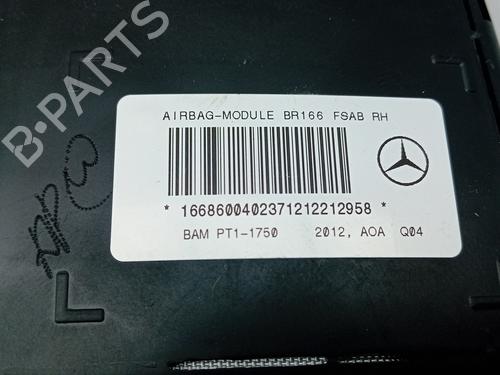 B-PARTS
AIRBAG-MODULE BR166 FSAB RH
* 1668600402371212212958 *
BAM PT1-1750 2012, AOA Q04